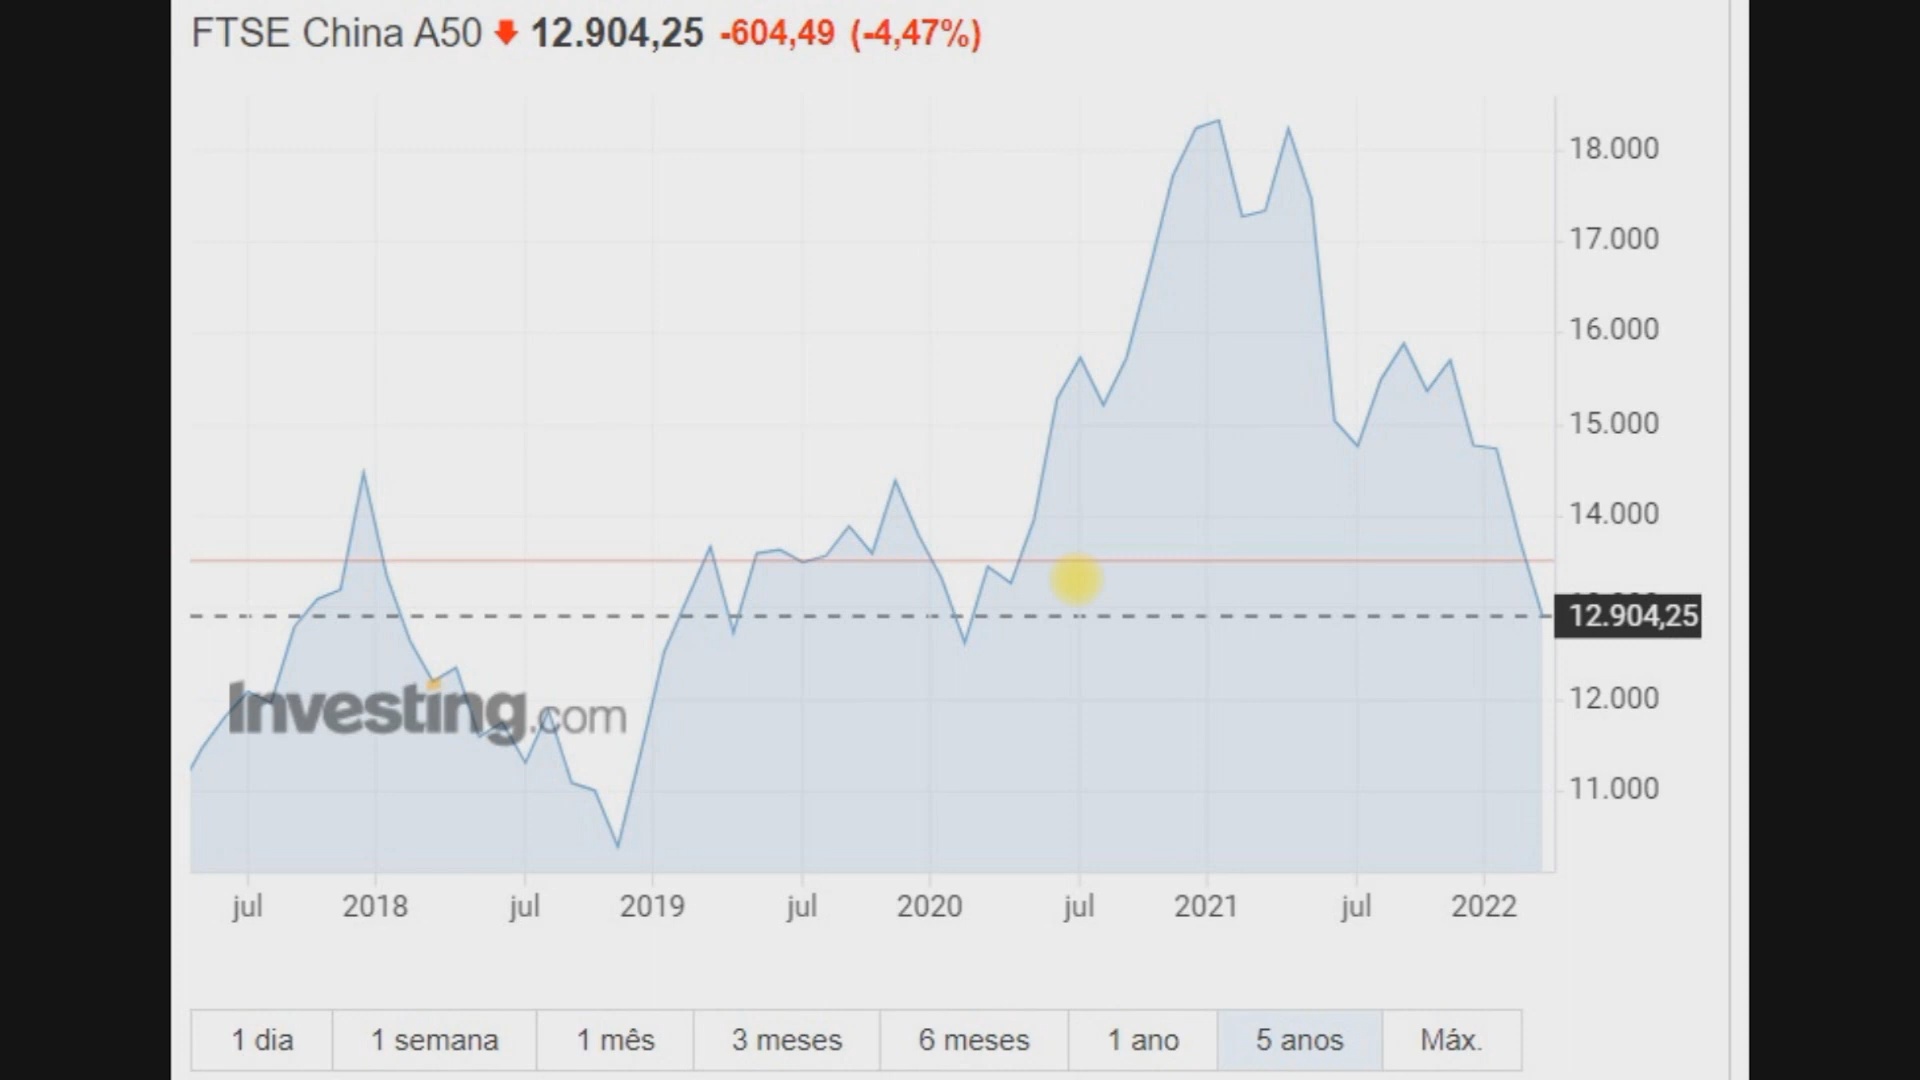 FTSE China A50 12.904,25 -604,49 (-4,47%)
18.000
17.000
16.000
15.000
14.000
12.904,25
12.000
11.000
Investing.com
jul 2018 jul 2019 jul 2020 jul 2021 jul 2022
1 dia 1 semana 1 mês 3 meses 6 meses 1 ano 5 anos Máx.